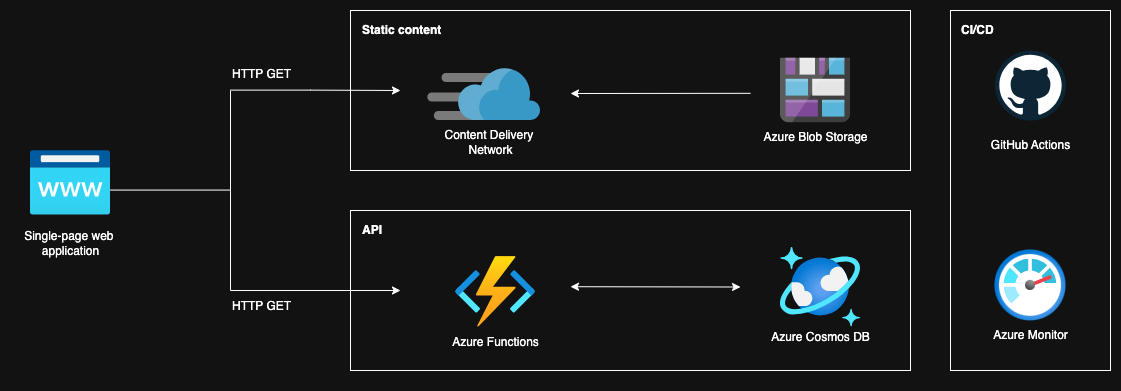 Static content
CI/CD
HTTP GET
Content Delivery
Network
Azure Blob Storage
GitHub Actions
WWW
Single-page web
application
API
HTTP GET
Azure Functions
Azure Cosmos DB
Azure Monitor